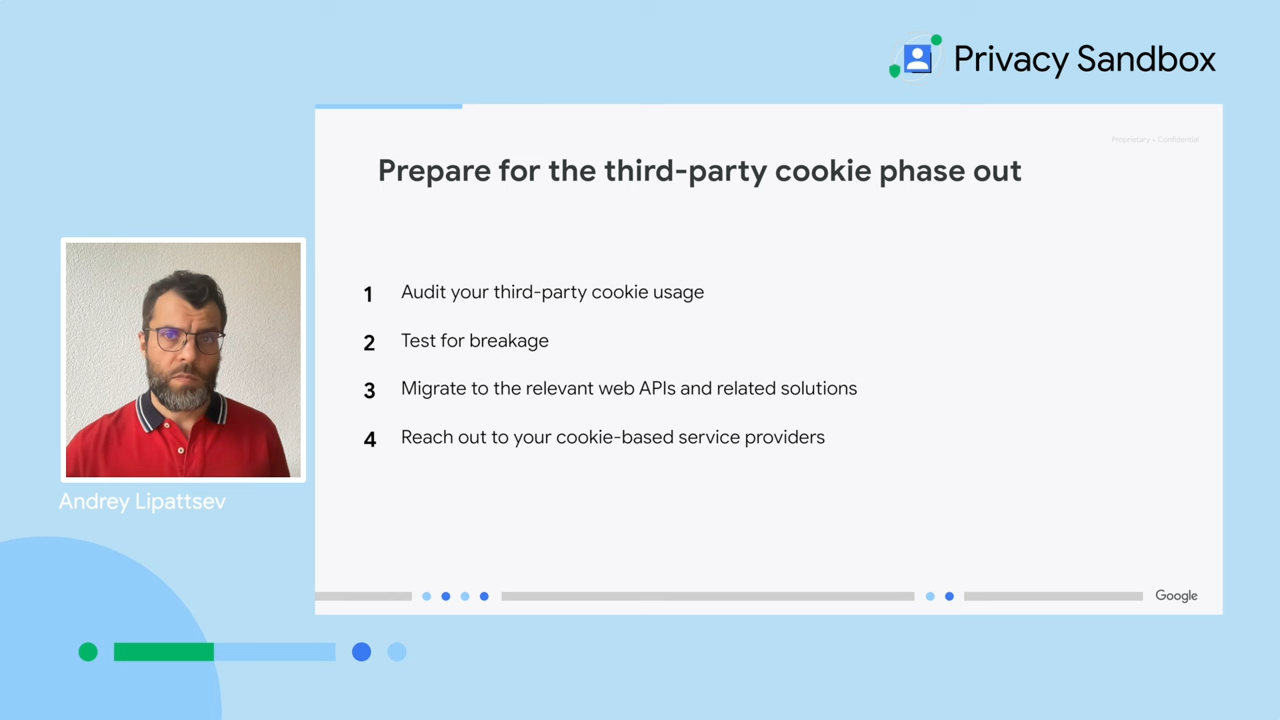 Privacy Sandbox
Proprietary + Confidential
Prepare for the third-party cookie phase out
1 Audit your third-party cookie usage
2 Test for breakage
3 Migrate to the relevant web APIs and related solutions
4 Reach out to your cookie-based service providers
Andrey Lipattsev
Google